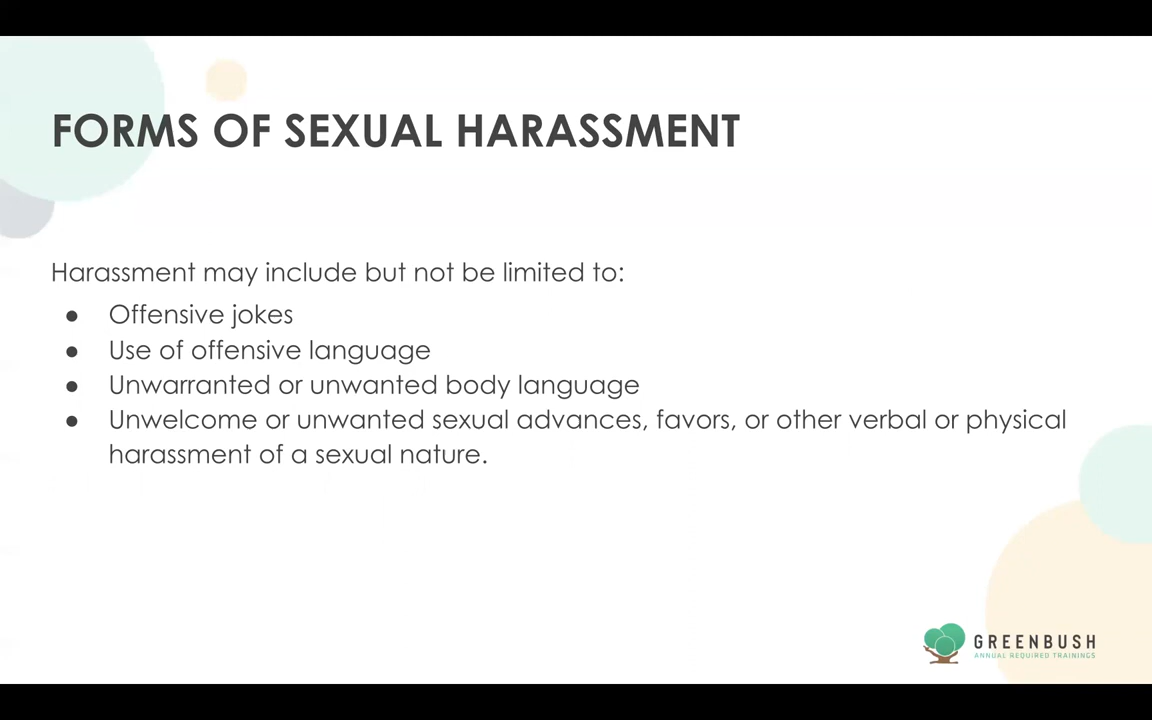 FORMS OF SEXUAL HARASSMENT
Harassment may include but not be limited to:
● Offensive jokes
● Use of offensive language
● Unwarranted or unwanted body language
● Unwelcome or unwanted sexual advances, favors, or other verbal or physical
harassment of a sexual nature.
GREENBUSH
ANNUAL REQUIRED TRAININGS